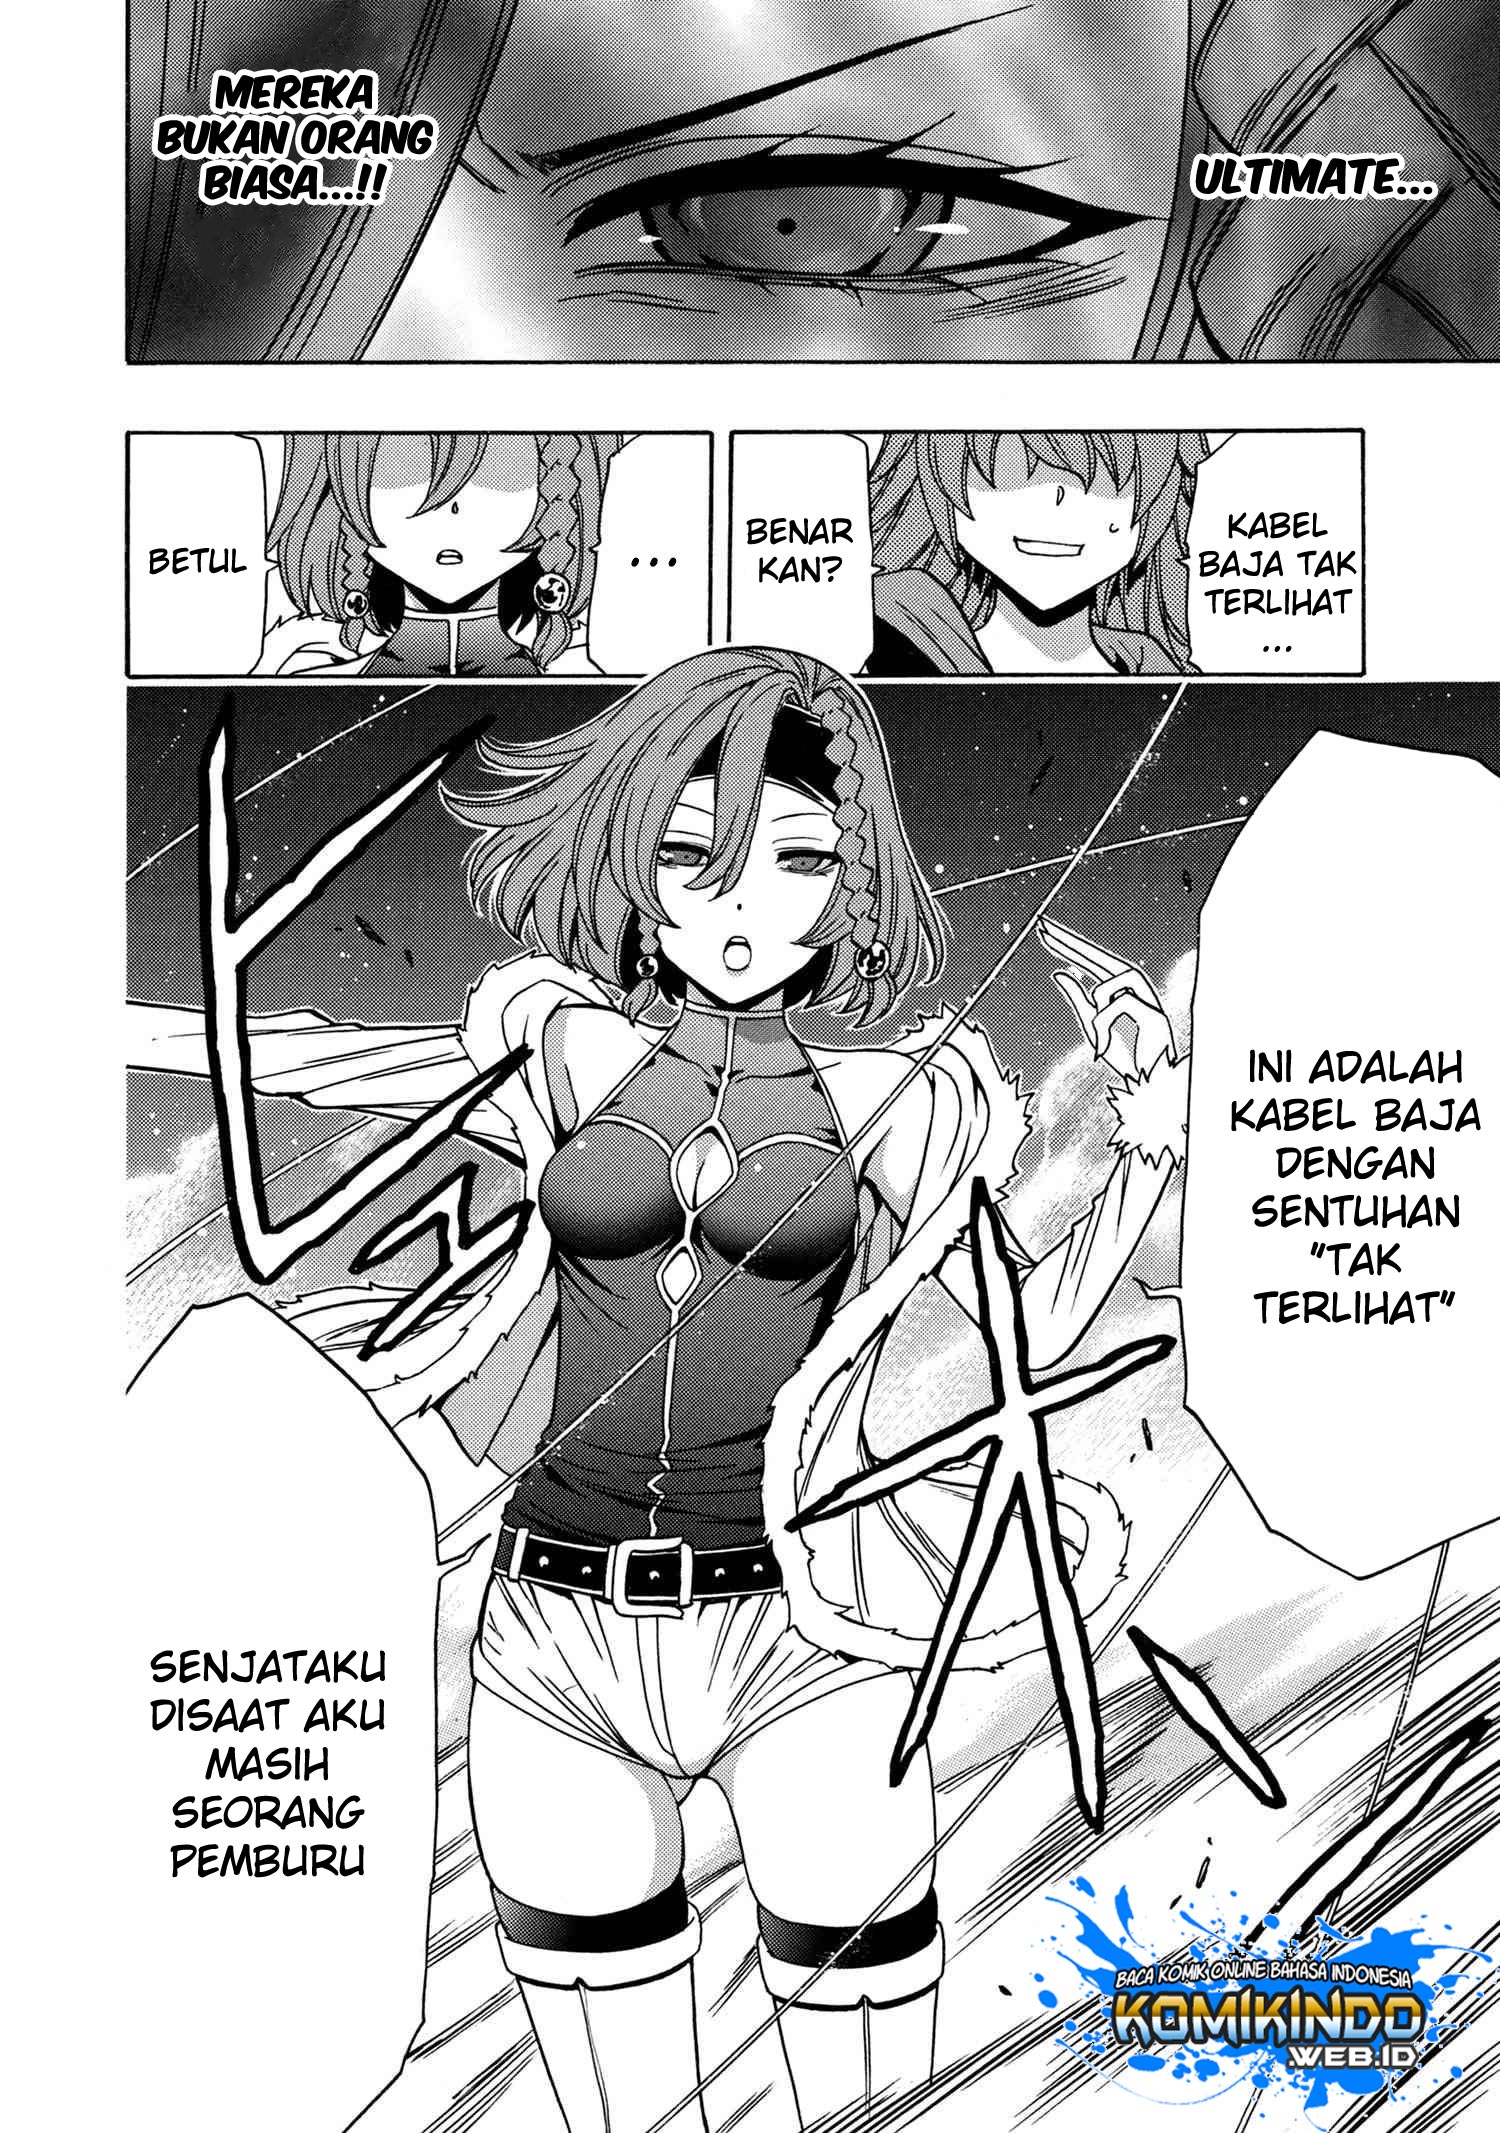 ULTIMATE...
MEREKA
BUKAN ORANG
BIASA...!!
KABEL
BAJA TAK
TERLIHAT
...
BENAR
KAN?
...
BETUL
INI ADALAH
KABEL BAJA
DENGAN
SENTUHAN
"TAK
TERLIHAT"
SENJATAKU
DISAAT AKU
MASIH
SEORANG
PEMBURU
BACA KOMIK ONLINE BAHASA INDONESIA
KOMIKINDO
.WEB.ID